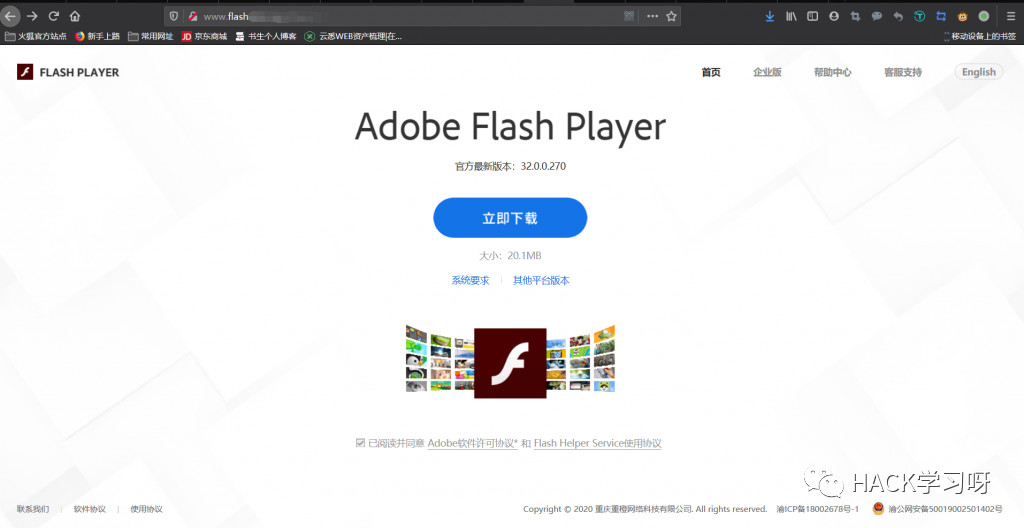 www.flash
火狐官方站点 新手上路 常用网址 JD 京东商城 书生个人博客 云悉WEB资产梳理|在... 移动设备上的书签
FLASH PLAYER 首页 企业版 帮助中心 客服支持 English
Adobe Flash Player
官方最新版本：32.0.0.270
立即下载
大小：20.1MB
系统要求 | 其他平台版本
已阅读并同意 Adobe软件许可协议* 和 Flash Helper Service使用协议
HACK学习呀
联系我们 | 软件协议 | 使用协议 Copyright © 2020 重庆重橙网络科技有限公司. All rights reserved. 渝ICP备18002678号-1 渝公网安备50019002501402号